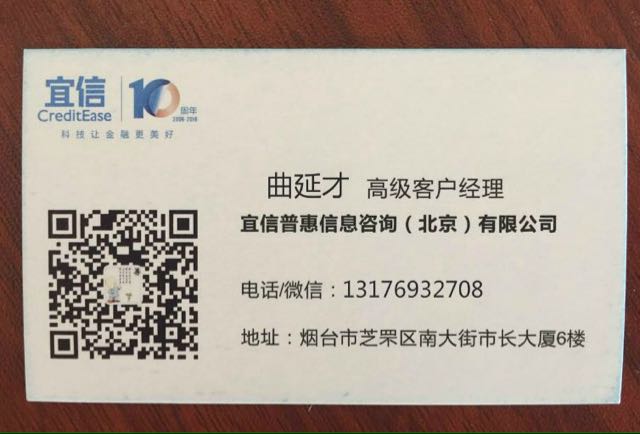 宜信
CreditEase
10周年
2006-2016
科技让金融更美好
曲延才 高级客户经理
宜信普惠信息咨询（北京）有限公司
电话/微信：13176932708
地址：烟台市芝罘区南大街市长大厦6楼